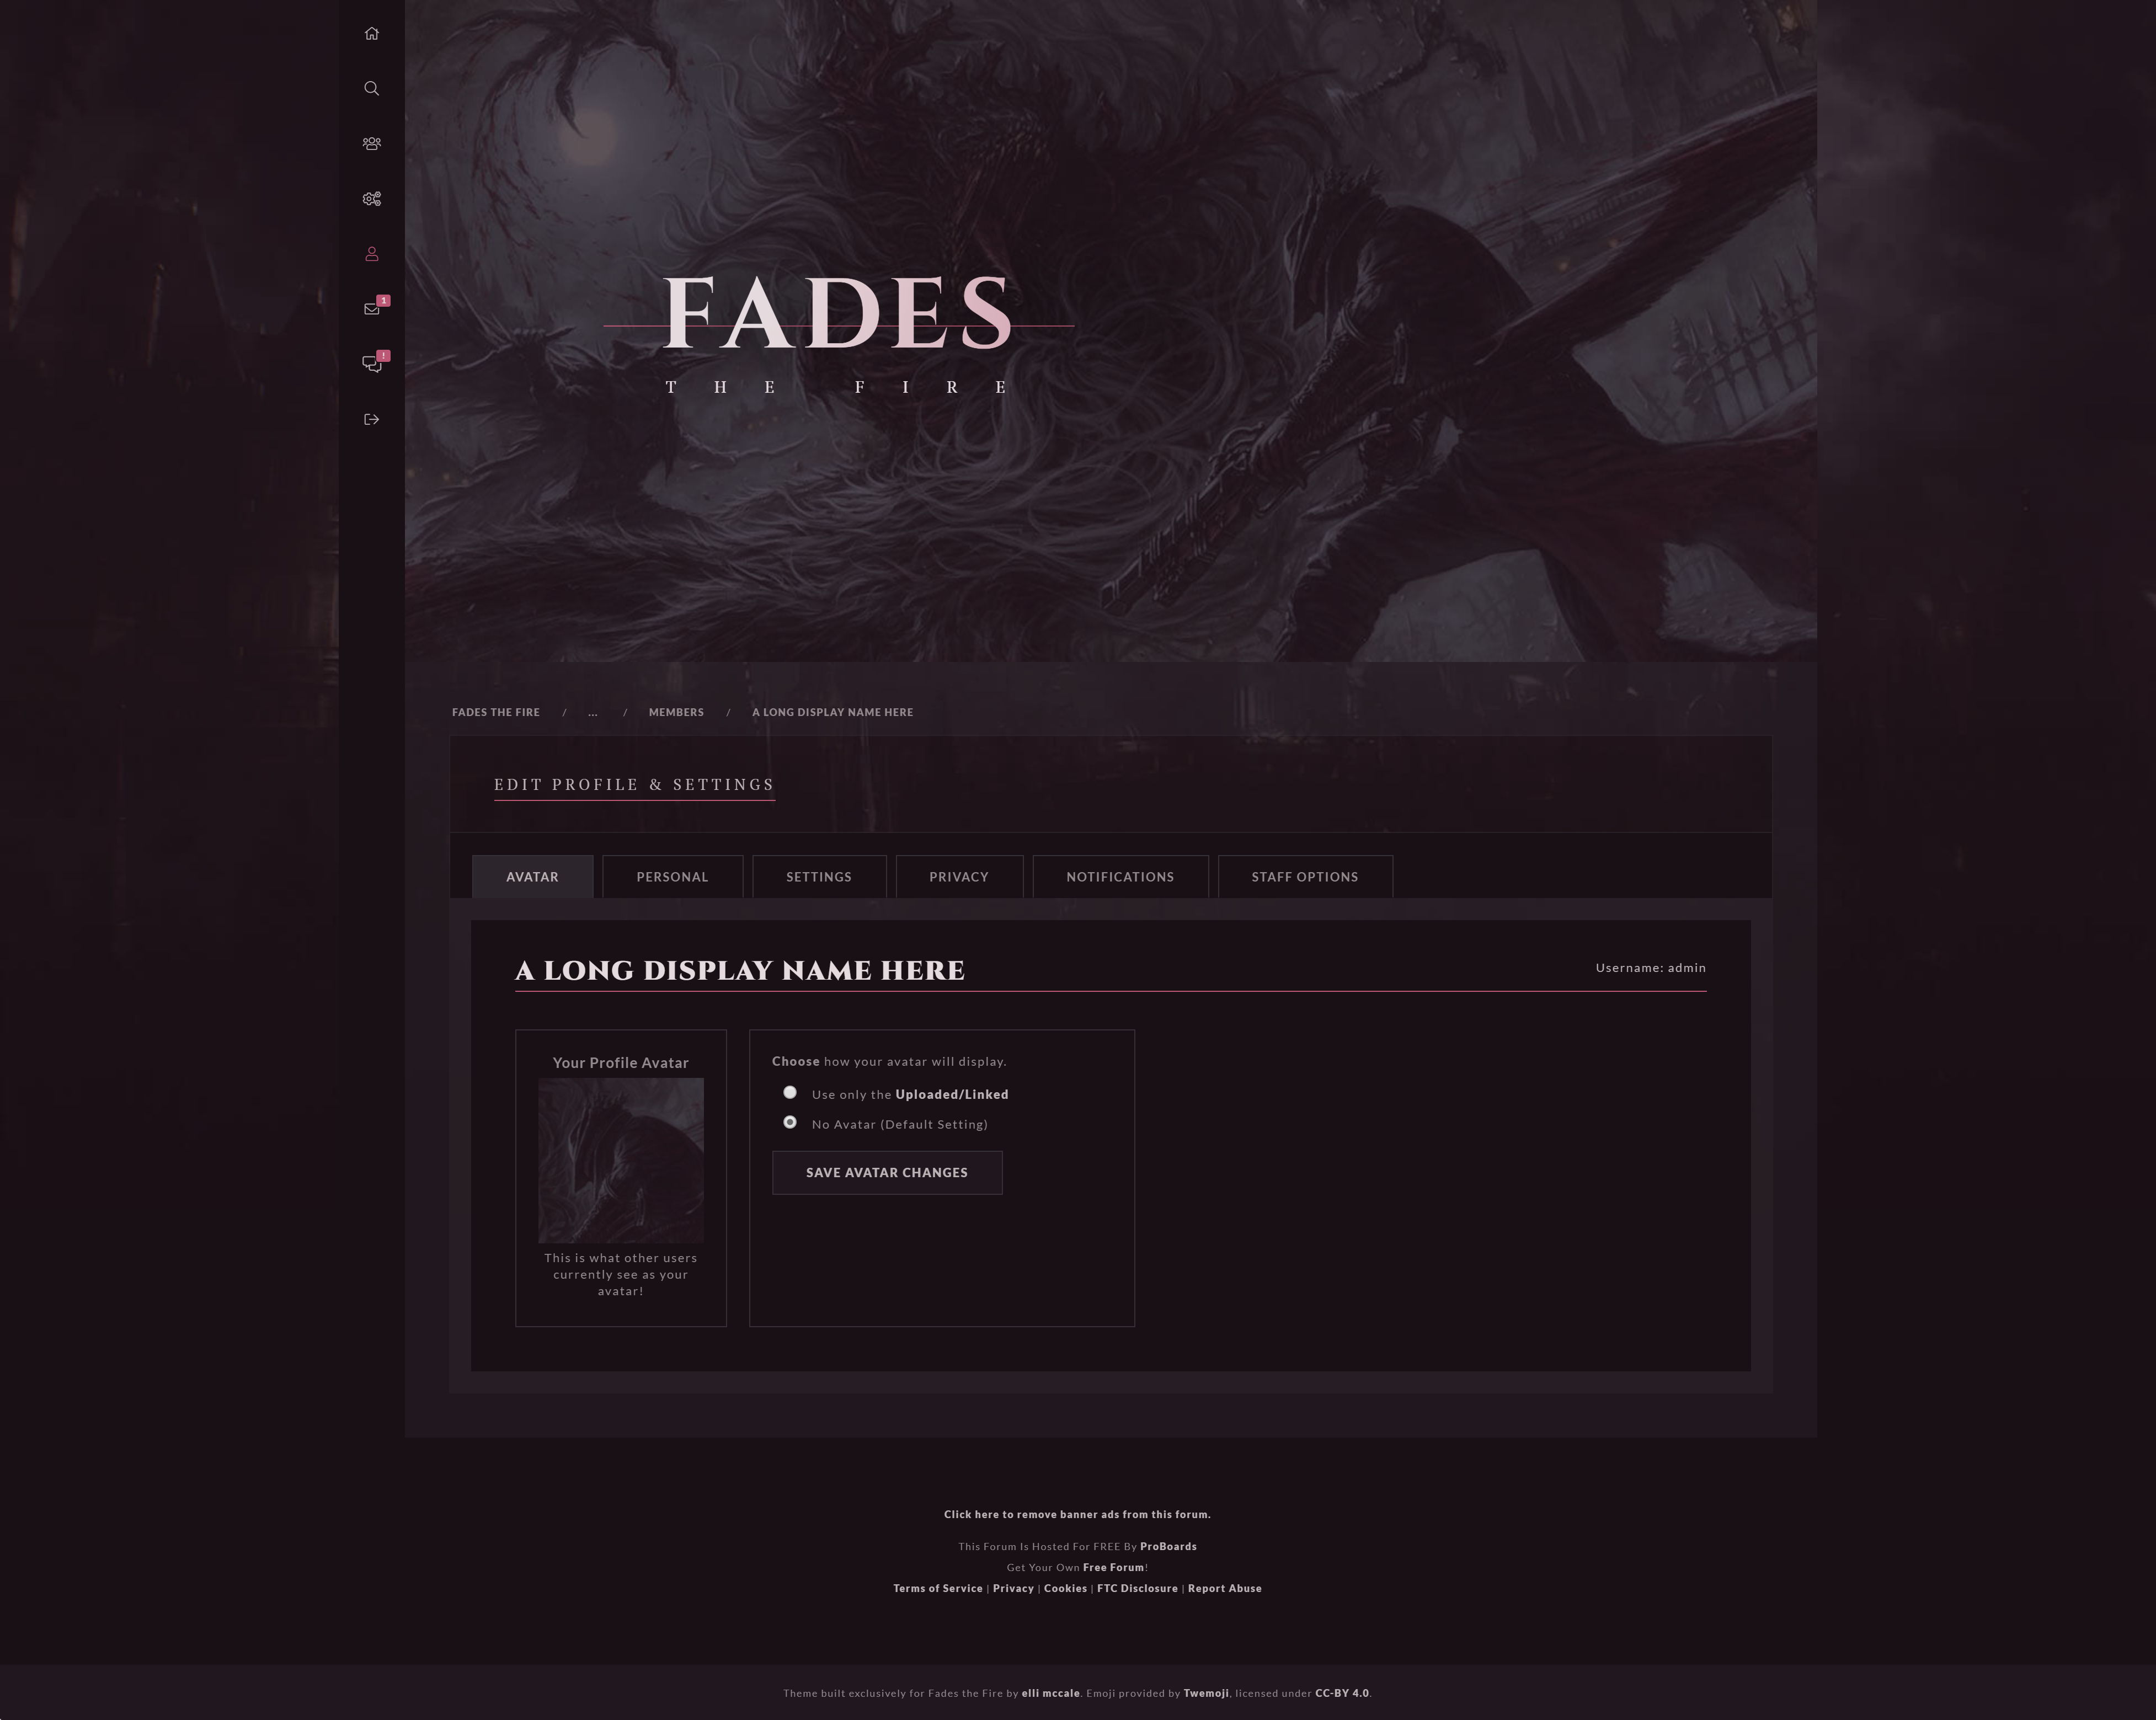 1
!
FADES
THE FIRE
FADES THE FIRE / ... / MEMBERS / A LONG DISPLAY NAME HERE
EDIT PROFILE & SETTINGS
AVATAR PERSONAL SETTINGS PRIVACY NOTIFICATIONS STAFF OPTIONS
A LONG DISPLAY NAME HERE Username: admin
Your Profile Avatar
This is what other users
currently see as your
avatar!
Choose how your avatar will display.
Use only the Uploaded/Linked
No Avatar (Default Setting)
SAVE AVATAR CHANGES
Click here to remove banner ads from this forum.
This Forum Is Hosted For FREE By ProBoards
Get Your Own Free Forum!
Terms of Service | Privacy | Cookies | FTC Disclosure | Report Abuse
Theme built exclusively for Fades the Fire by elli mccale. Emoji provided by Twemoji, licensed under CC-BY 4.0.